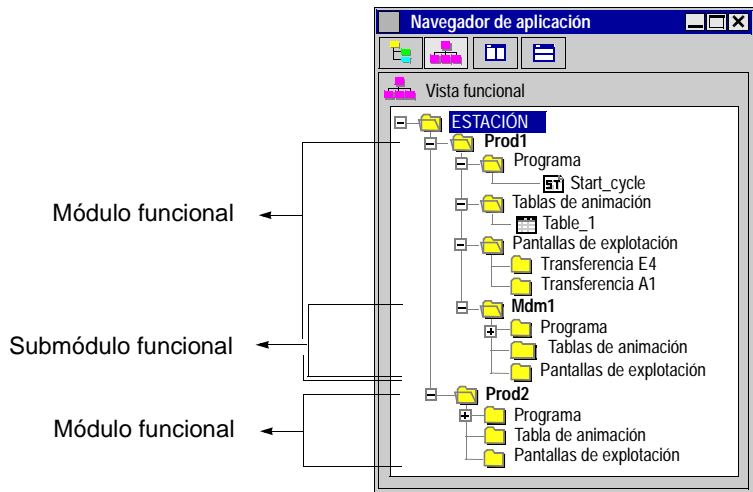 Navegador de aplicación
Vista funcional
ESTACIÓN
Prod1
Programa
ST Start_cycle
Tablas de animación
Table_1
Pantallas de explotación
Transferencia E4
Transferencia A1
Mdm1
Programa
Tablas de animación
Pantallas de explotación
Prod2
Programa
Tabla de animación
Pantallas de explotación
Módulo funcional
Submódulo funcional
Módulo funcional